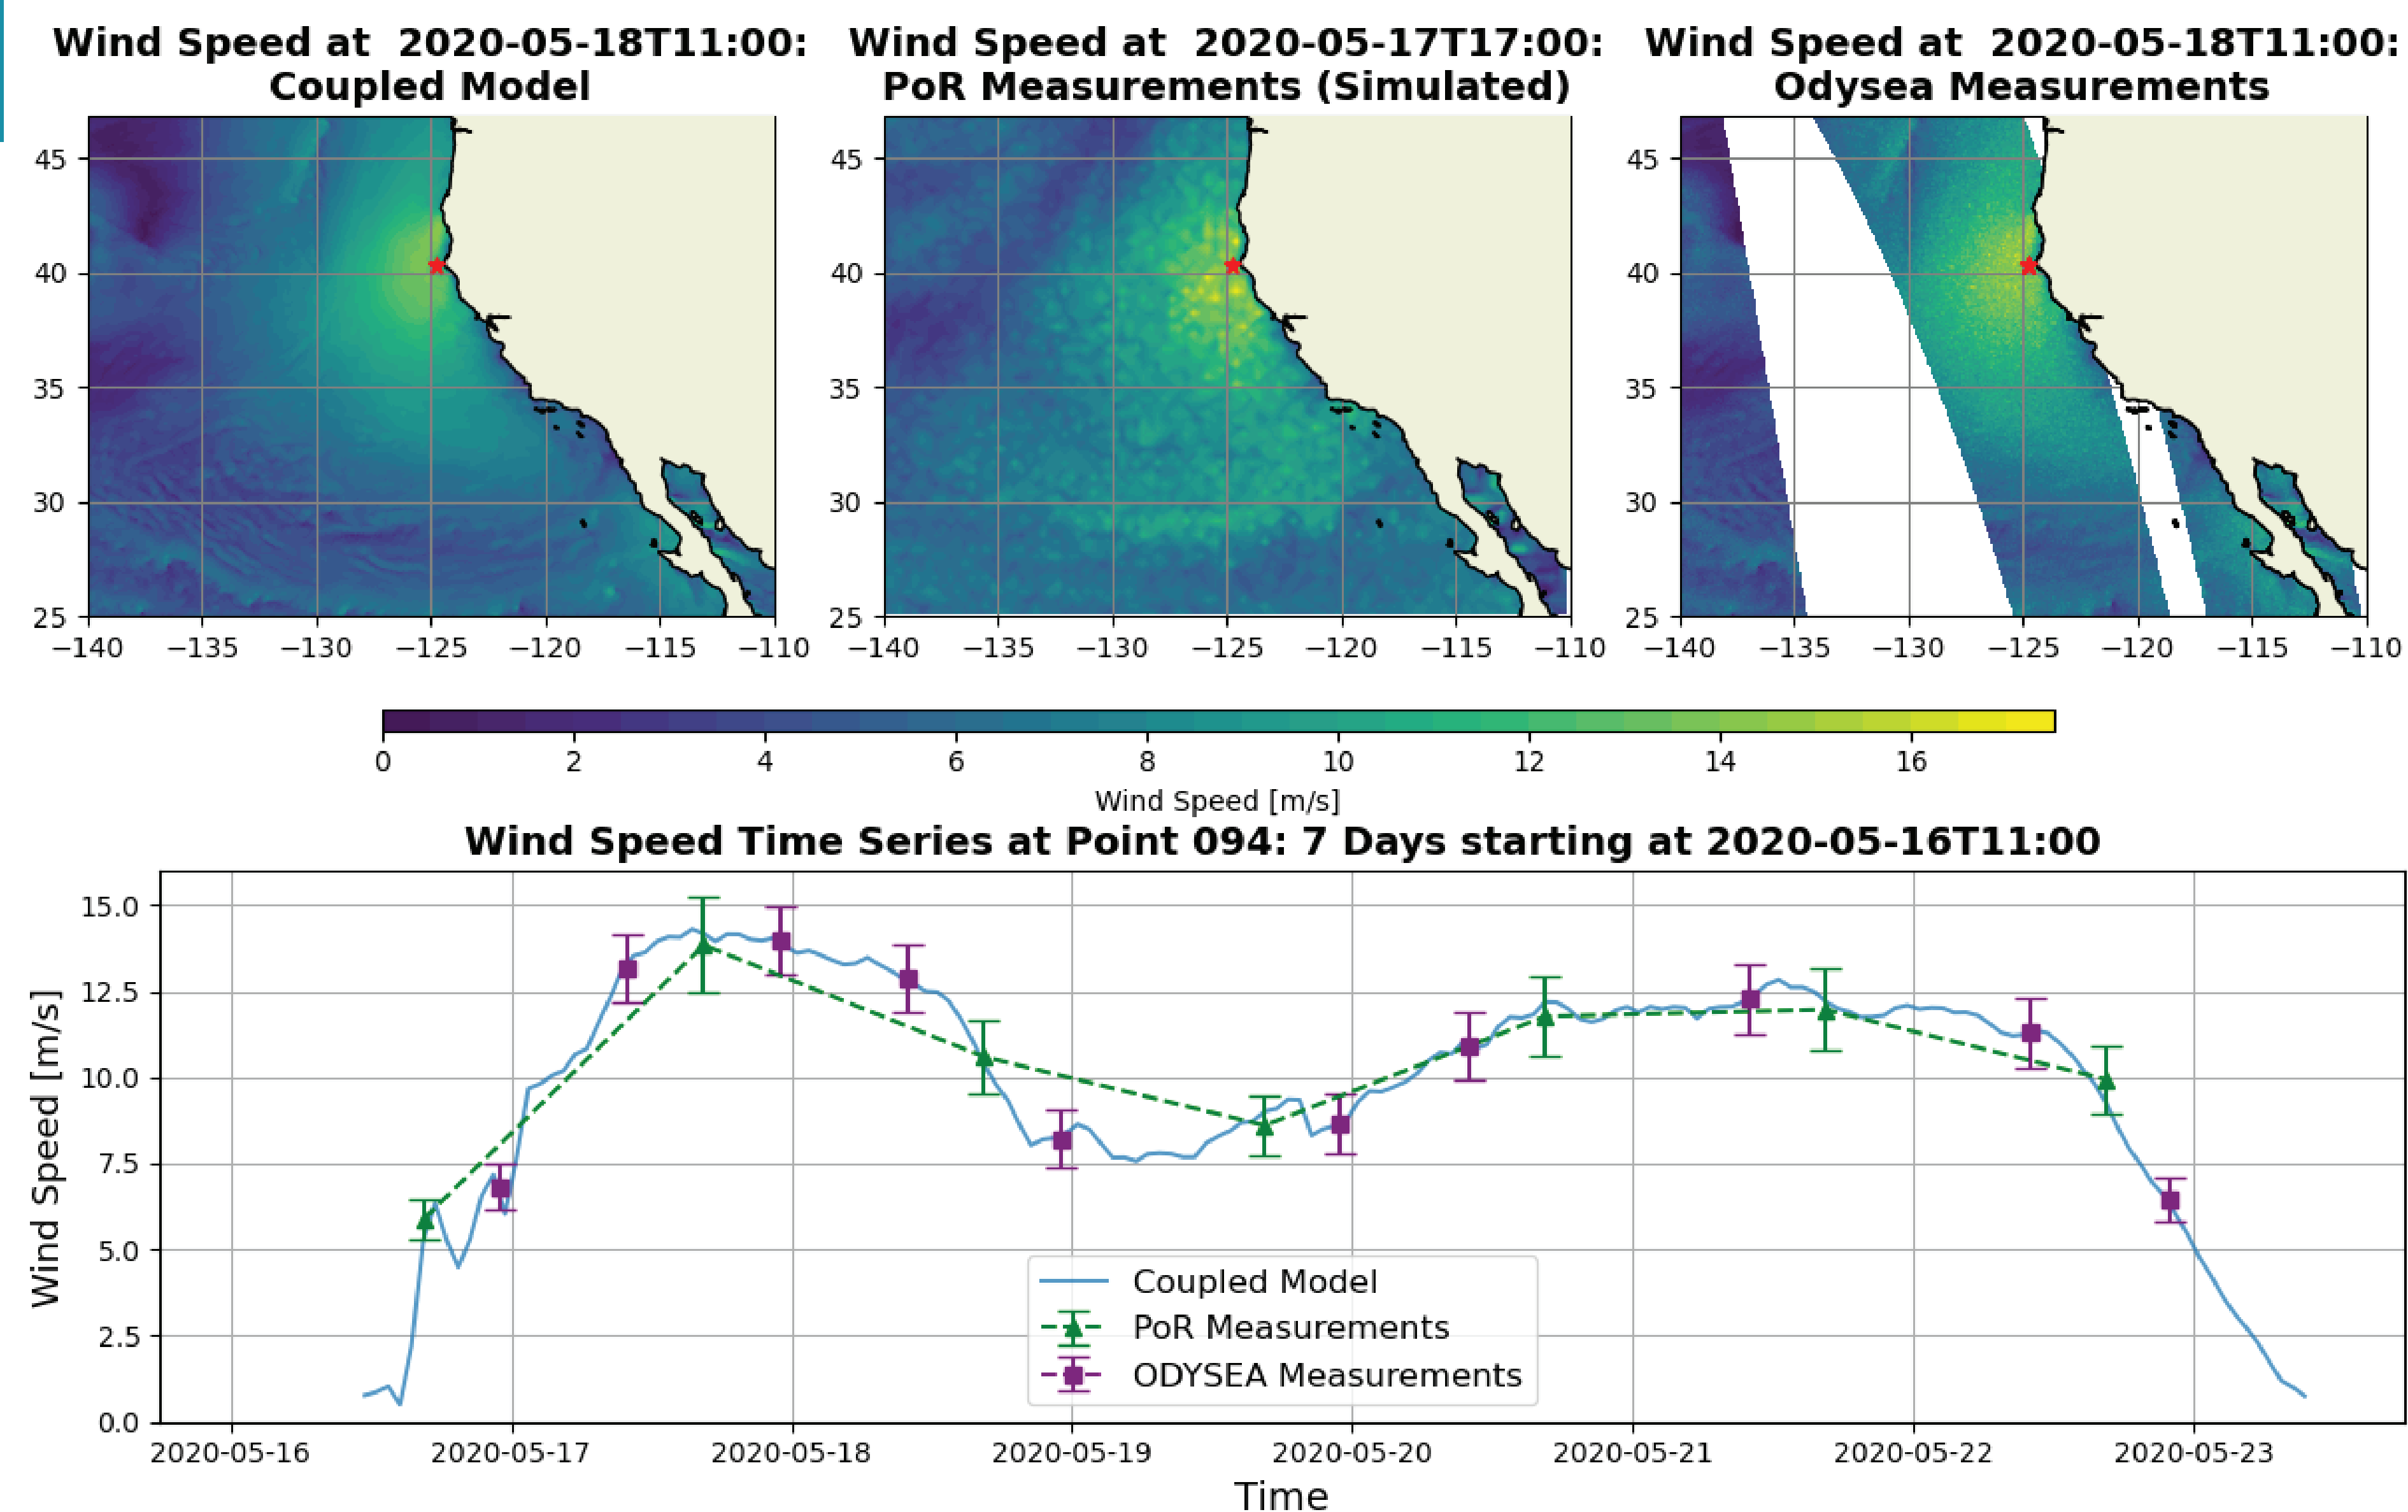 Wind Speed at  2020-05-18T11:00:
Coupled Model
Wind Speed at  2020-05-17T17:00:
PoR Measurements (Simulated)
Wind Speed at  2020-05-18T11:00:
Odysea Measurements
45
40
35
30
25
−140 −135 −130 −125 −120 −115 −110
45
40
35
30
25
−140 −135 −130 −125 −120 −115 −110
45
40
35
30
25
−140 −135 −130 −125 −120 −115 −110
0 2 4 6 8 10 12 14 16
Wind Speed [m/s]
Wind Speed Time Series at Point 094: 7 Days starting at 2020-05-16T11:00
Wind Speed [m/s]
15.0
12.5
10.0
7.5
5.0
2.5
0.0
Coupled Model
PoR Measurements
ODYSEA Measurements
2020-05-16 2020-05-17 2020-05-18 2020-05-19 2020-05-20 2020-05-21 2020-05-22 2020-05-23
Time